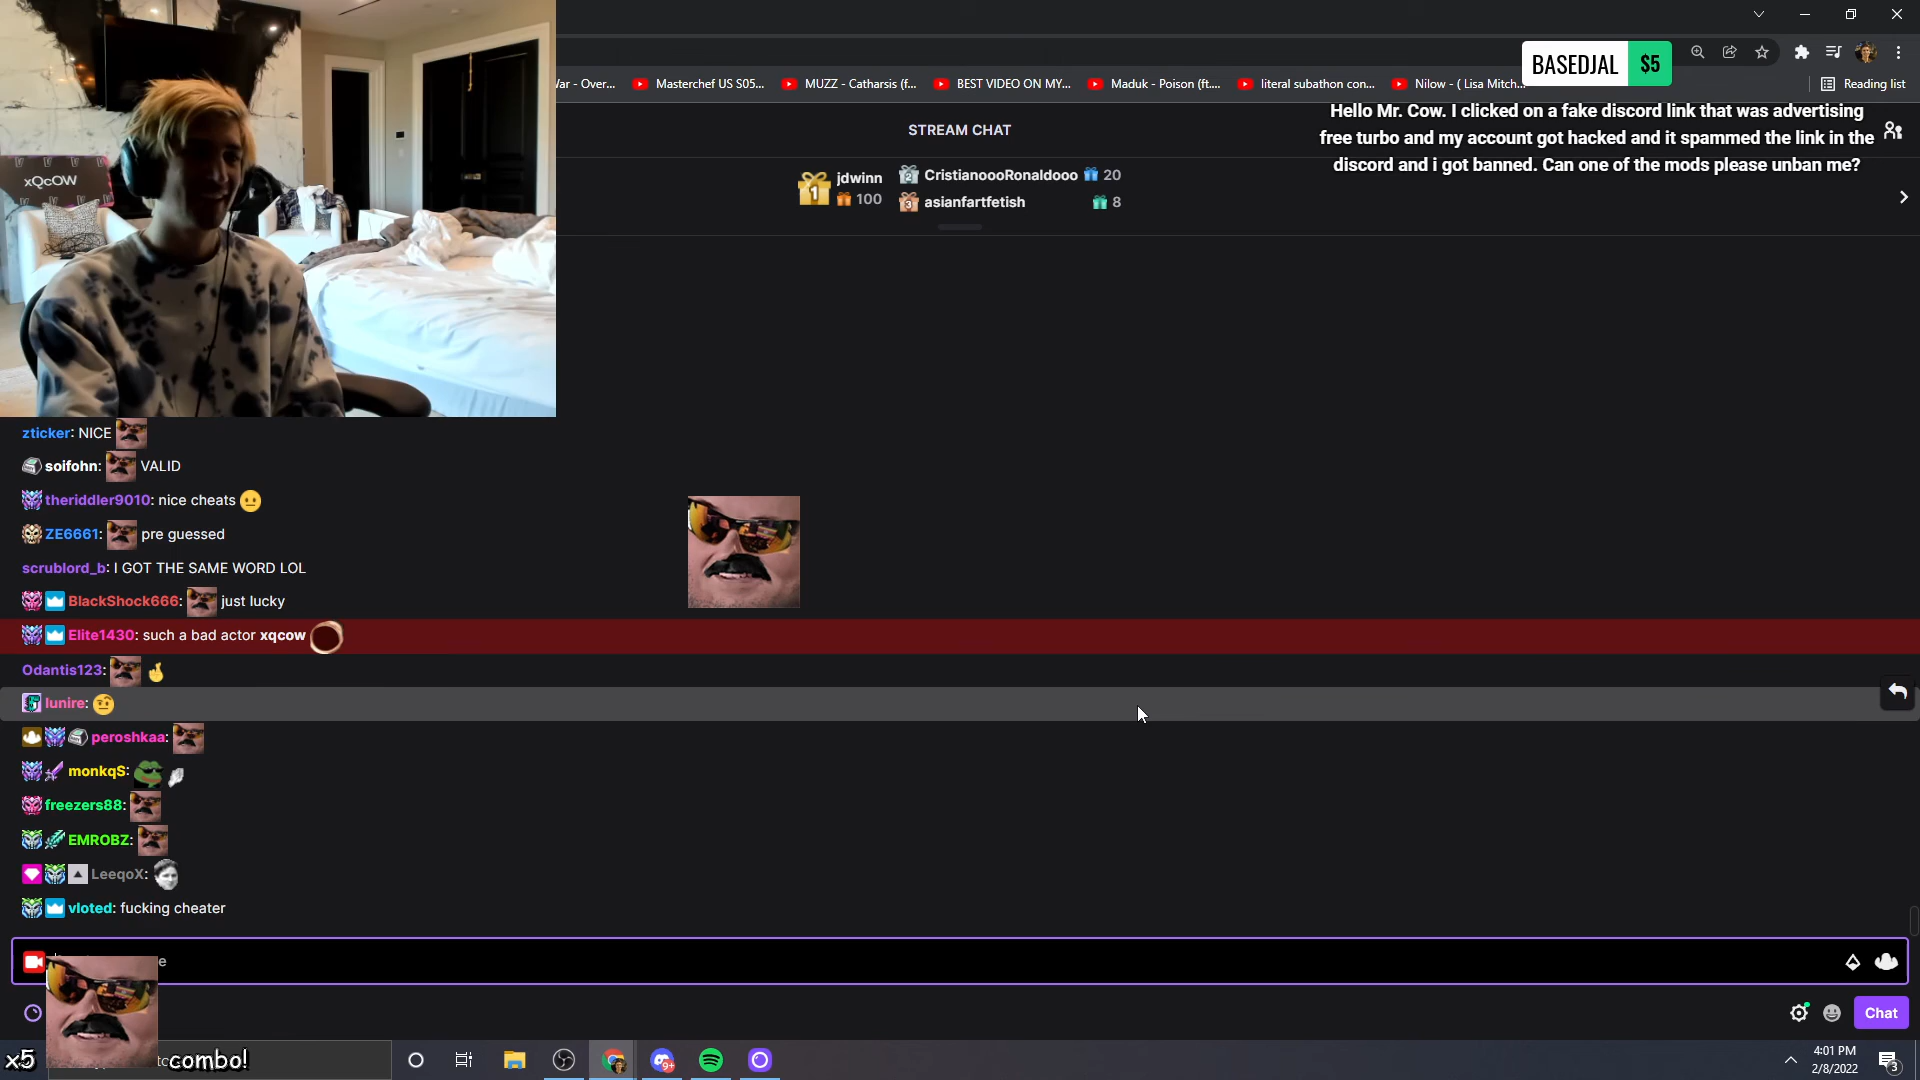 xQcOW
Var - Over...
Masterchef US S05...
MUZZ - Catharsis (f...
BEST VIDEO ON MY...
Maduk - Poison (ft....
literal subathon con...
Nilow - ( Lisa Mitch...
Reading list
BASEDJAL $5
Hello Mr. Cow. I clicked on a fake discord link that was advertising
free turbo and my account got hacked and it spammed the link in the
discord and i got banned. Can one of the mods please unban me?
STREAM CHAT
1 jdwinn 100
2 CristianoooRonaldooo 20
3 asianfartfetish 8
zticker: NICE
soifohn: VALID
theriddler9010: nice cheats
ZE6661: pre guessed
scrublord_b: I GOT THE SAME WORD LOL
BlackShock666: just lucky
Elite1430: such a bad actor xqcow
Odantis123:
lunire:
peroshkaa:
monkqS:
freezers88:
EMROBZ:
LeeqoX:
vloted: fucking cheater
e
Chat
x5 combo!
9+
4:01 PM
2/8/2022
3